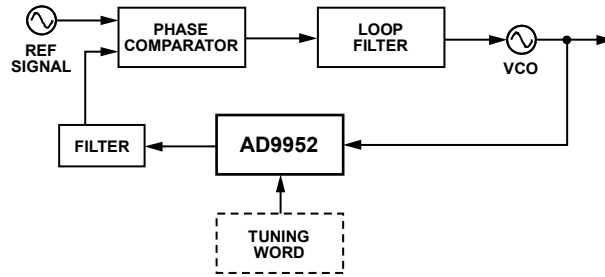 REF
SIGNAL
PHASE
COMPARATOR
LOOP
FILTER
VCO
FILTER
AD9952
TUNING
WORD